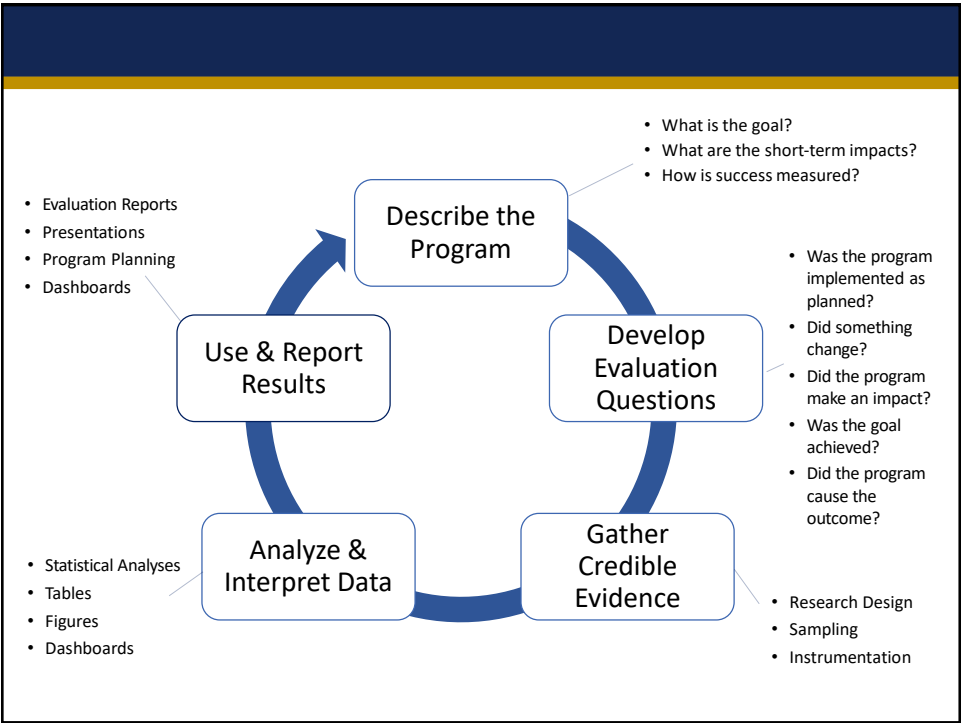 • What is the goal?
• What are the short-term impacts?
• How is success measured?
Describe the
Program
• Was the program
implemented as
planned?
• Did something
change?
• Did the program
make an impact?
• Was the goal
achieved?
• Did the program
cause the
outcome?
Develop
Evaluation
Questions
Gather
Credible
Evidence
• Research Design
• Sampling
• Instrumentation
Analyze &
Interpret Data
• Statistical Analyses
• Tables
• Figures
• Dashboards
Use & Report
Results
• Evaluation Reports
• Presentations
• Program Planning
• Dashboards